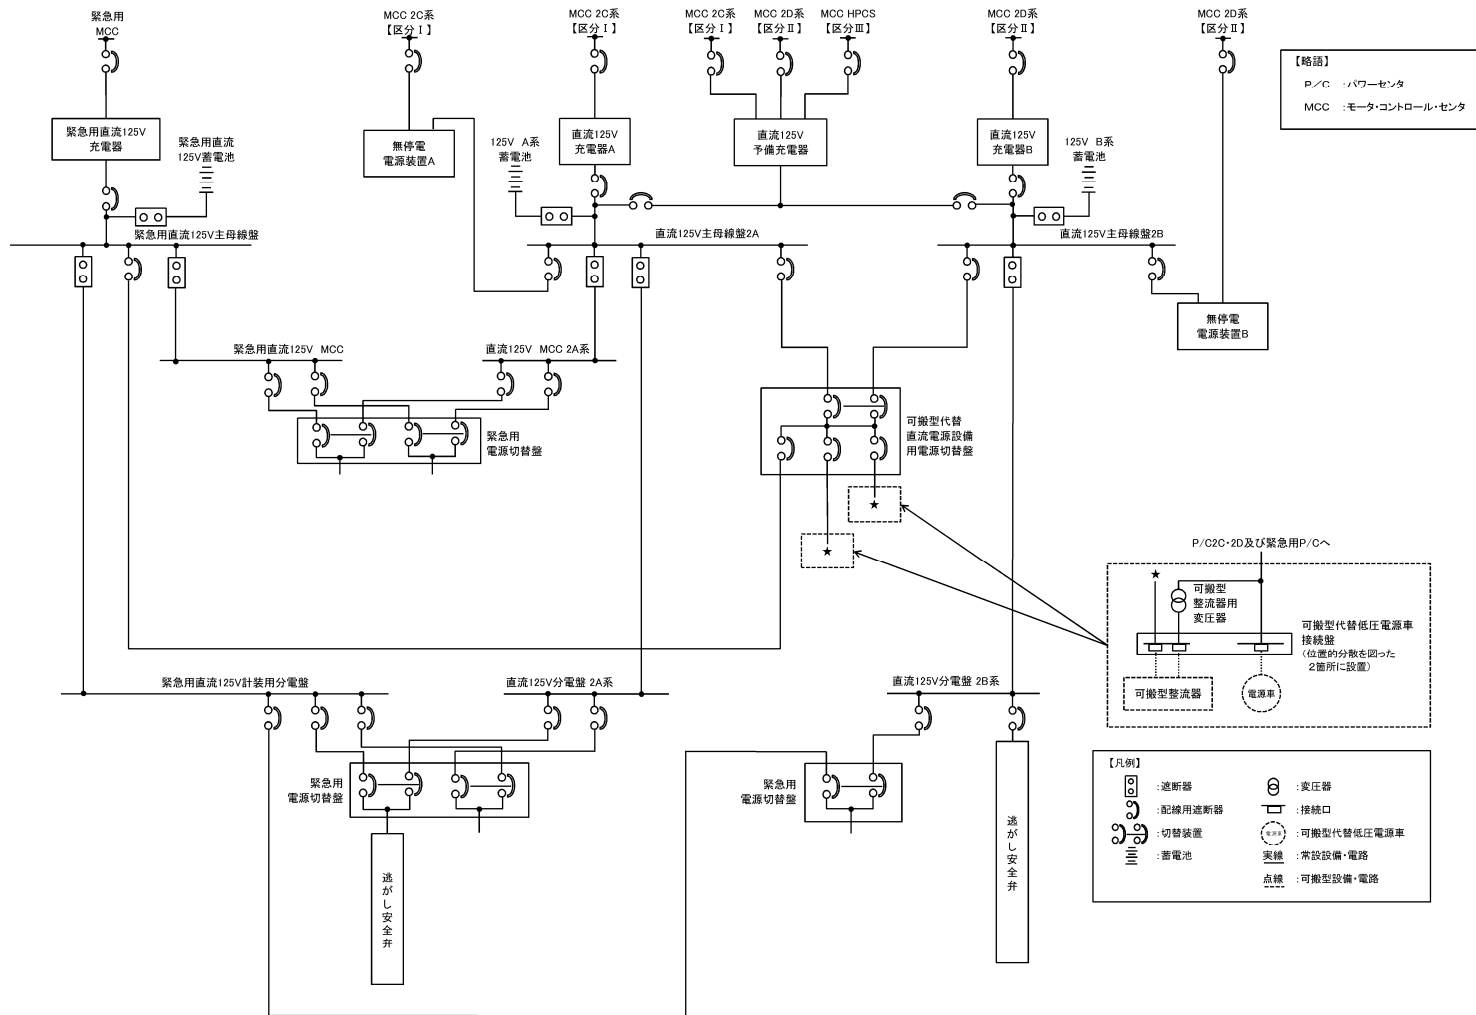 緊急用
MCC
MCC 2C系
【区分Ⅰ】
MCC 2C系
【区分Ⅰ】
MCC 2C系
【区分Ⅰ】
MCC 2D系
【区分Ⅱ】
MCC HPCS
【区分Ⅲ】
MCC 2D系
【区分Ⅱ】
MCC 2D系
【区分Ⅱ】
【略語】
P/C :パワーセンタ
MCC :モータ・コントロール・センタ
緊急用直流125V
充電器
緊急用直流
125V蓄電池
無停電
電源装置A
125V A系
蓄電池
直流125V
充電器A
直流125V
予備充電器
直流125V
充電器B
125V B系
蓄電池
緊急用直流125V主母線盤
直流125V主母線盤2A
直流125V主母線盤2B
無停電
電源装置B
緊急用直流125V MCC
直流125V MCC 2A系
緊急用
電源切替盤
可搬型代替
直流電源設備
用電源切替盤
★
★
P/C2C・2D及び緊急用P/Cへ
★
可搬型
整流器用
変圧器
可搬型代替低圧電源車
接続盤
(位置的分散を図った
2箇所に設置)
可搬型整流器
電源車
緊急用直流125V計装用分電盤
直流125V分電盤 2A系
直流125V分電盤 2B系
緊急用
電源切替盤
緊急用
電源切替盤
逃がし安全弁
逃がし安全弁
【凡例】
:遮断器
:変圧器
:配線用遮断器
:接続口
:切替装置
電源車 :可搬型代替低圧電源車
:蓄電池
実線 :常設設備・電路
点線 :可搬型設備・電路